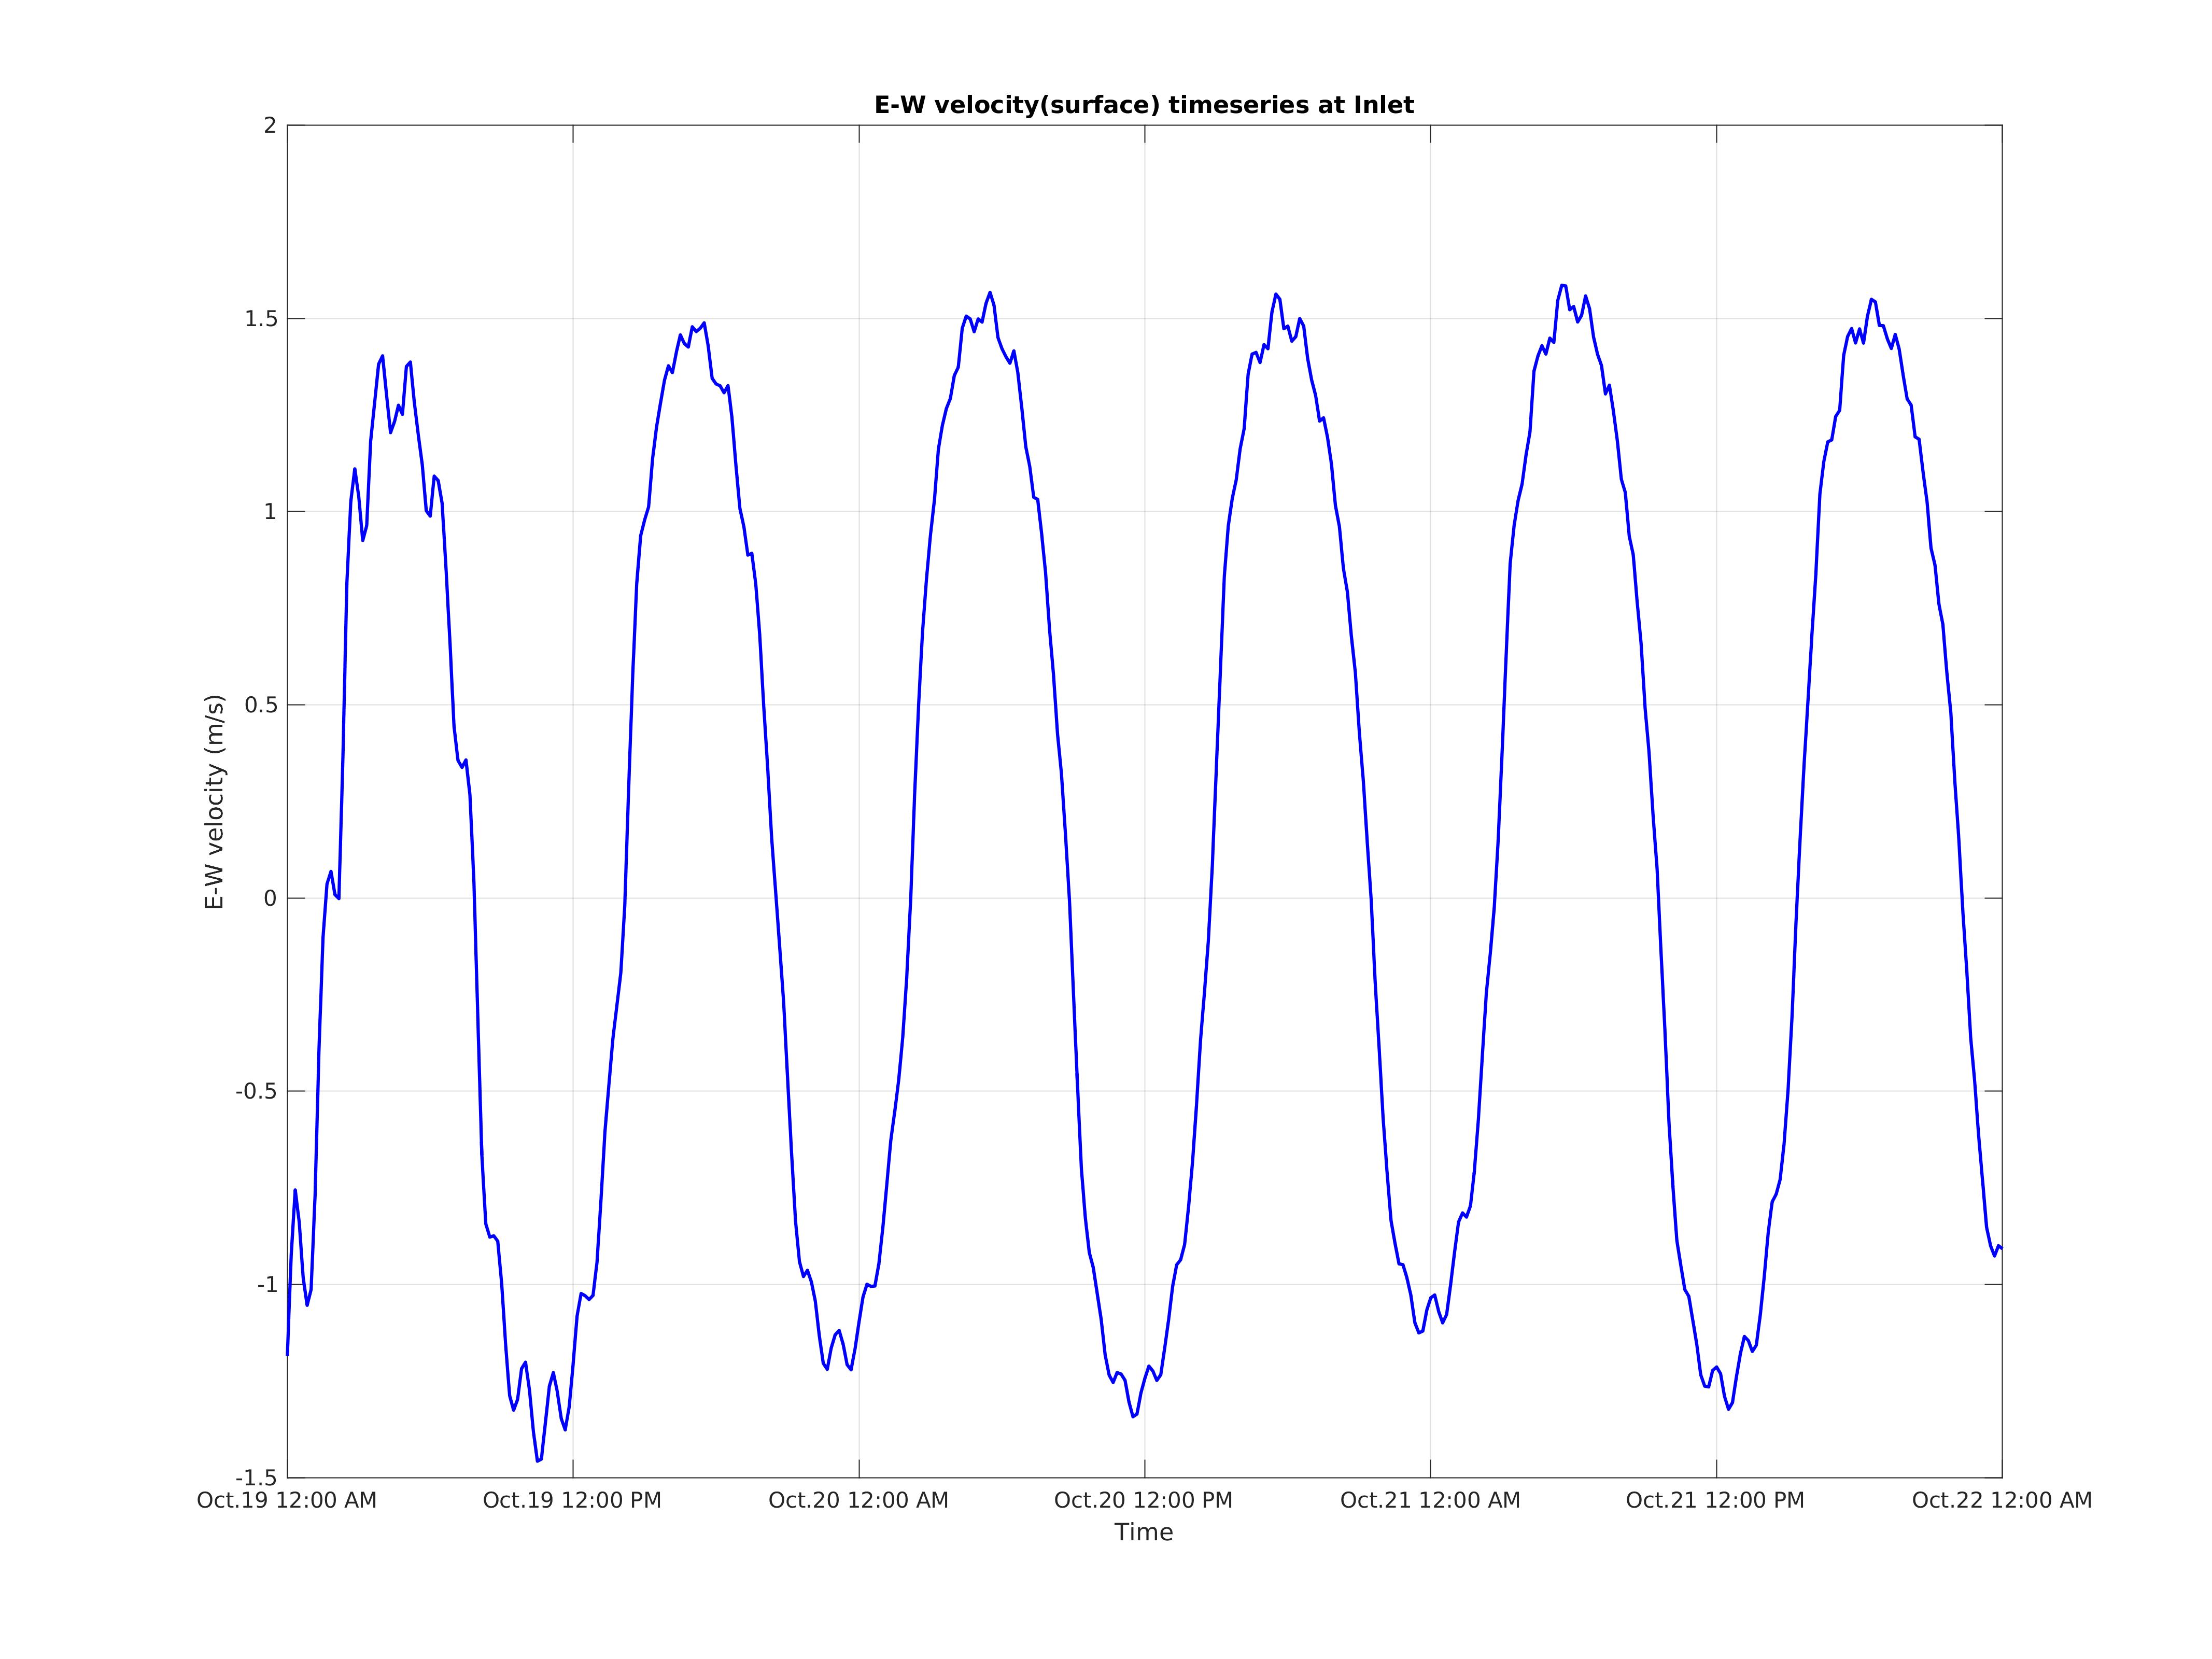 E-W velocity(surface) timeseries at Inlet
2
1.5
1
0.5
0
-0.5
-1
-1.5
E-W velocity (m/s)
Oct.19 12:00 AM Oct.19 12:00 PM Oct.20 12:00 AM Oct.20 12:00 PM Oct.21 12:00 AM Oct.21 12:00 PM Oct.22 12:00 AM
Time